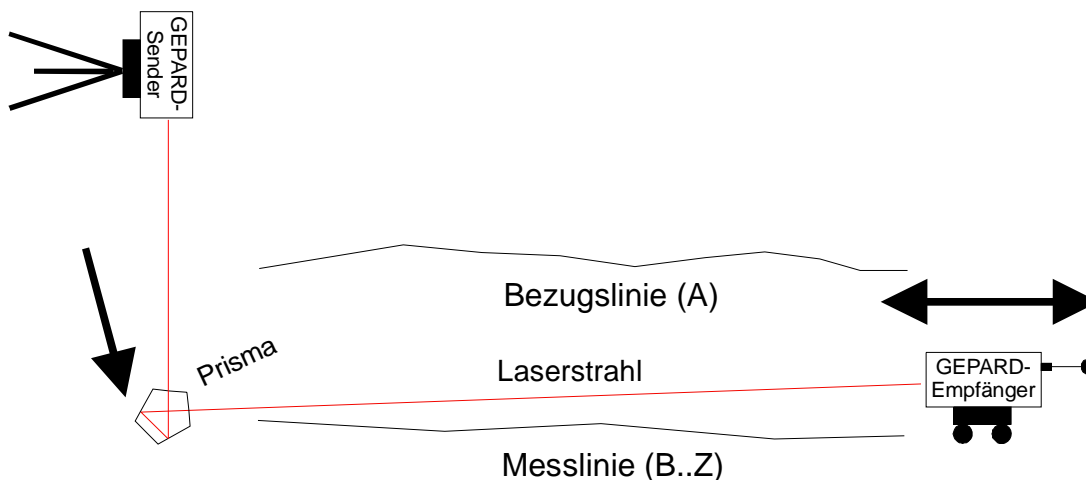 GEPARD-
Sender
Bezugslinie (A)
Prisma
Laserstrahl
GEPARD-
Empfänger
Messlinie (B..Z)